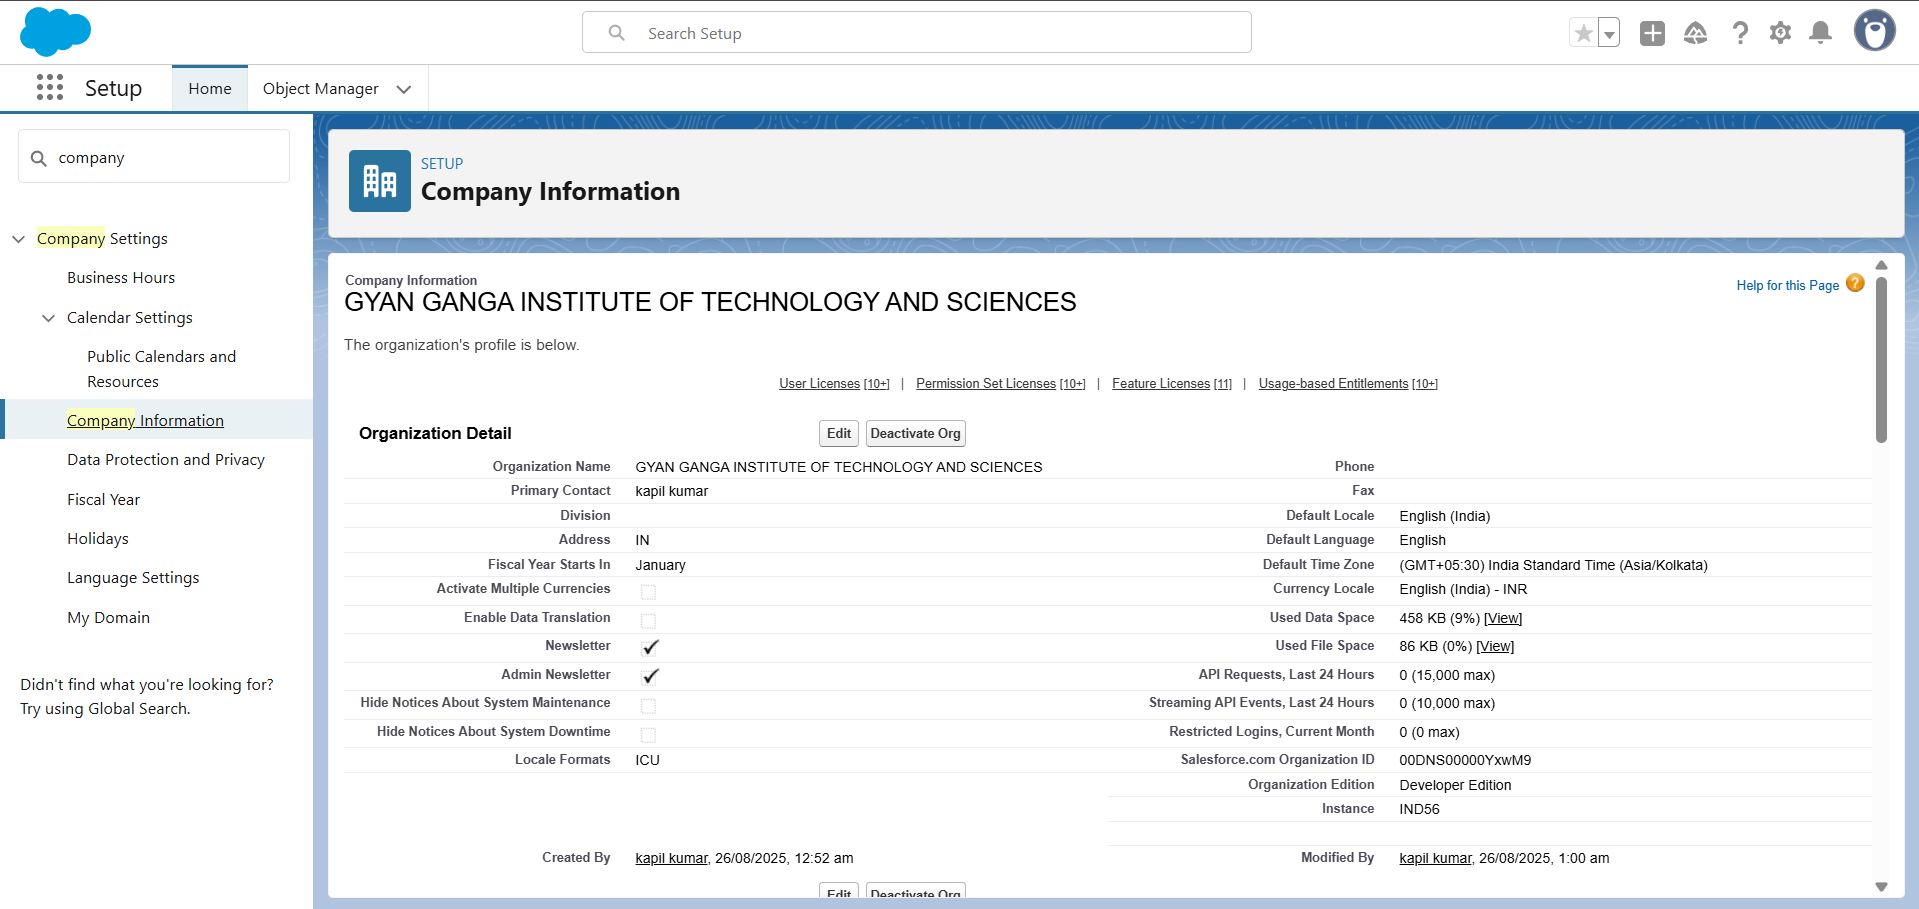 Search Setup
Setup
Home
Object Manager
company
Company Settings
Business Hours
Calendar Settings
Public Calendars and
Resources
Company Information
Data Protection and Privacy
Fiscal Year
Holidays
Language Settings
My Domain
Didn't find what you're looking for?
Try using Global Search.
SETUP
Company Information
Company Information
GYAN GANGA INSTITUTE OF TECHNOLOGY AND SCIENCES
Help for this Page ?
The organization's profile is below.
User Licenses [10+] | Permission Set Licenses [10+] | Feature Licenses [11] | Usage-based Entitlements [10+]
Organization Detail Edit Deactivate Org
Organization Name GYAN GANGA INSTITUTE OF TECHNOLOGY AND SCIENCES Phone
Primary Contact kapil kumar Fax
Division Default Locale English (India)
Address IN Default Language English
Fiscal Year Starts In January Default Time Zone (GMT+05:30) India Standard Time (Asia/Kolkata)
Activate Multiple Currencies Currency Locale English (India) - INR
Enable Data Translation Used Data Space 458 KB (9%) [View]
Newsletter Used File Space 86 KB (0%) [View]
Admin Newsletter API Requests, Last 24 Hours 0 (15,000 max)
Hide Notices About System Maintenance Streaming API Events, Last 24 Hours 0 (10,000 max)
Hide Notices About System Downtime Restricted Logins, Current Month 0 (0 max)
Locale Formats ICU Salesforce.com Organization ID 00DNS00000YxwM9
Organization Edition Developer Edition
Instance IND56
Created By kapil kumar, 26/08/2025, 12:52 am Modified By kapil kumar, 26/08/2025, 1:00 am
Edit Deactivate Org